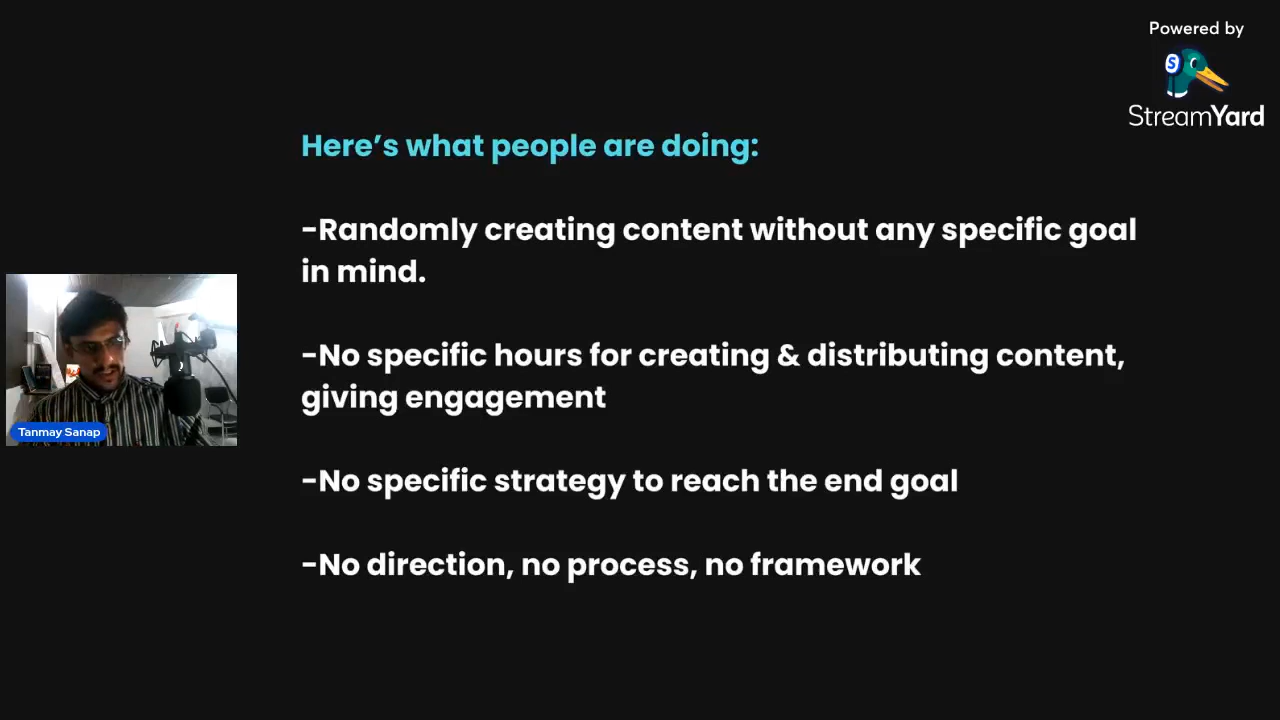 Powered by
StreamYard
Here’s what people are doing:
-Randomly creating content without any specific goal
in mind.
-No specific hours for creating & distributing content,
giving engagement
-No specific strategy to reach the end goal
-No direction, no process, no framework
Tanmay Sanap